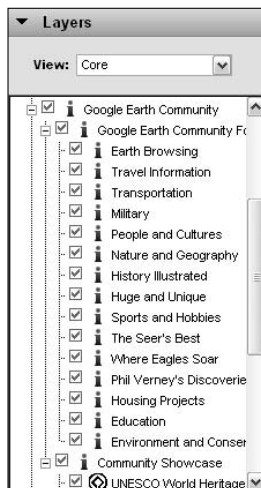 Layers
View: Core
Google Earth Community
Google Earth Community Fo
Earth Browsing
Travel Information
Transportation
Military
People and Cultures
Nature and Geography
History Illustrated
Huge and Unique
Sports and Hobbies
The Seer's Best
Where Eagles Soar
Phil Verney's Discoverie
Housing Projects
Education
Environment and Conser
Community Showcase
UNESCO World Heritage